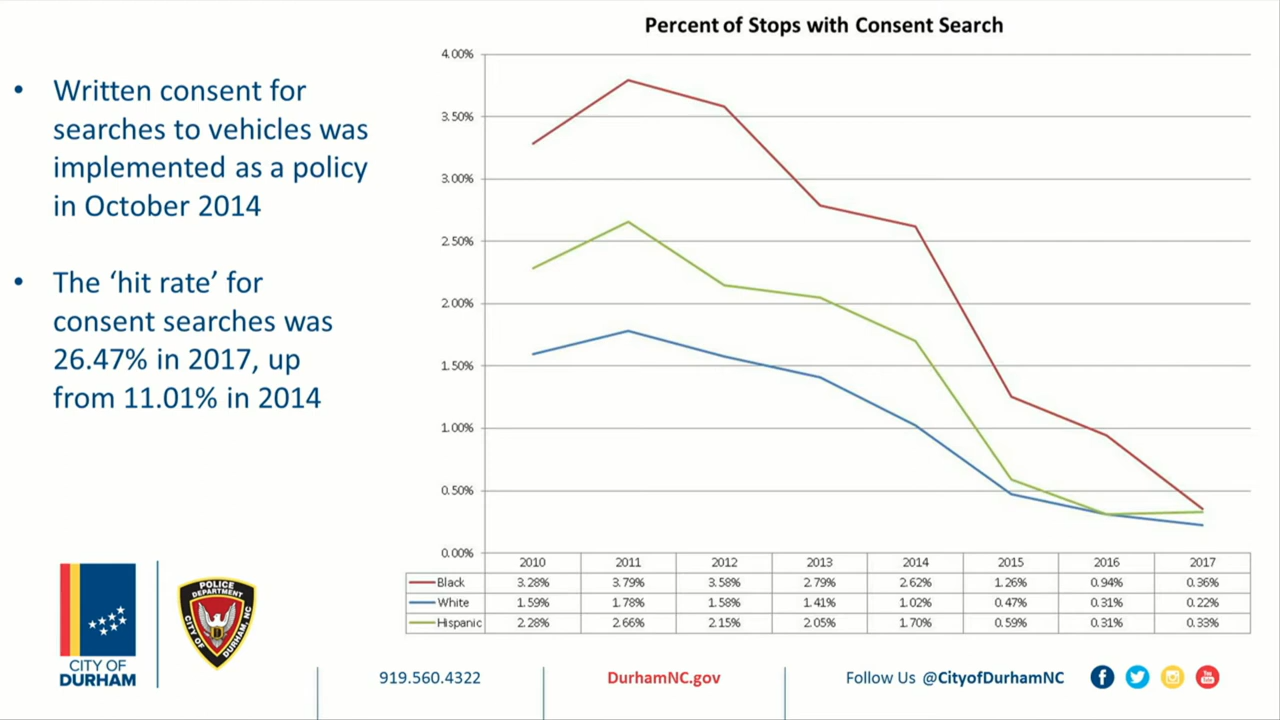 Percent of Stops with Consent Search
• Written consent for
searches to vehicles was
implemented as a policy
in October 2014
• The ‘hit rate’ for
consent searches was
26.47% in 2017, up
from 11.01% in 2014
4.00%
3.50%
3.00%
2.50%
2.00%
1.50%
1.00%
0.50%
0.00%
2010 2011 2012 2013 2014 2015 2016 2017
Black 3.28% 3.79% 3.58% 2.79% 2.62% 1.26% 0.94% 0.36%
White 1.59% 1.78% 1.58% 1.41% 1.02% 0.47% 0.31% 0.22%
Hispanic 2.28% 2.66% 2.15% 2.05% 1.70% 0.59% 0.31% 0.33%
CITY OF
DURHAM
POLICE
DEPARTMENT
D
CITY OF DURHAM, NC
919.560.4322
DurhamNC.gov
Follow Us @CityofDurhamNC
You
Tube